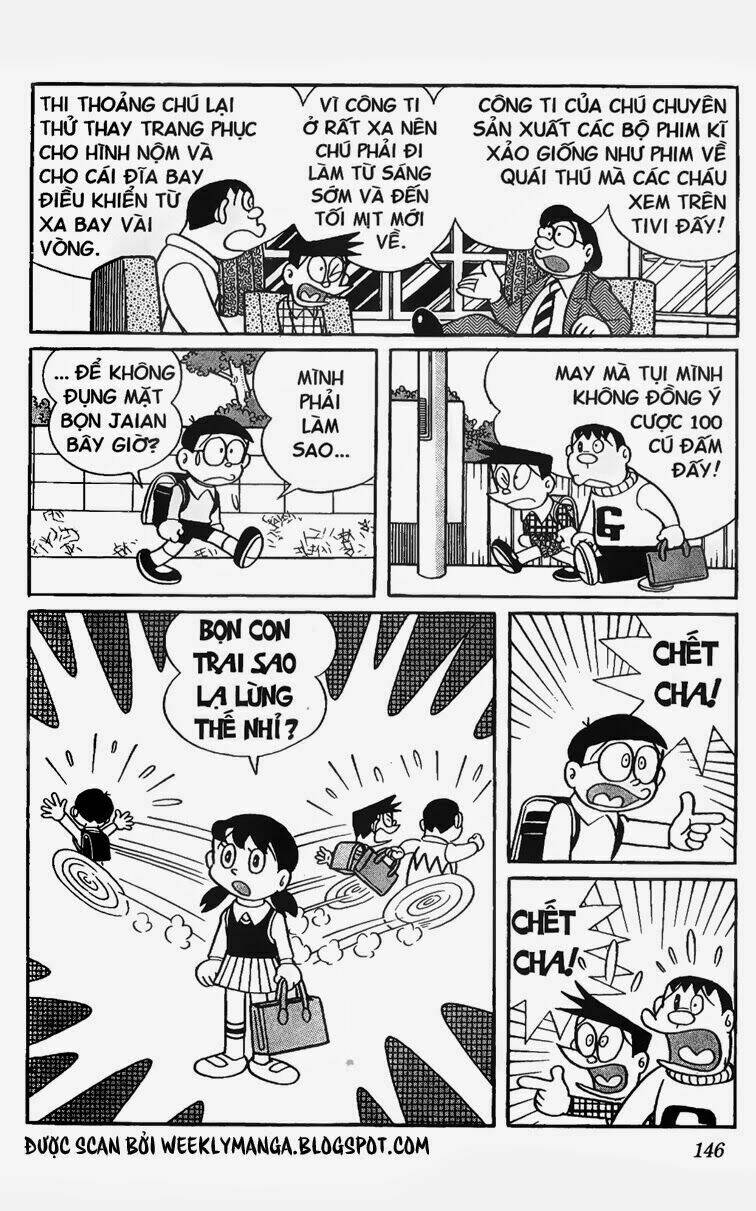 CÔNG TI CỦA CHÚ CHUYÊN
SẢN XUẤT CÁC BỘ PHIM KĨ
XẢO GIỐNG NHƯ PHIM VỀ
QUÁI THÚ MÀ CÁC CHÁU
XEM TRÊN
TIVI ĐẤY!
VÌ CÔNG TI
Ở RẤT XA NÊN
CHÚ PHẢI ĐI
LÀM TỪ SÁNG
SỚM VÀ ĐẾN
TỐI MỊT MỚI
VỀ.
THI THOẢNG CHÚ LẠI
THỬ THAY TRANG PHỤC
CHO HÌNH NỘM VÀ
CHO CÁI ĐĨA BAY
ĐIỀU KHIỂN TỪ
XA BAY VÀI
VÒNG.
MAY MÀ TỤI MÌNH
KHÔNG ĐỒNG Ý
CƯỢC 100
CÚ ĐẤM
ĐẤY!
G
MÌNH
PHẢI
LÀM
SAO...
... ĐỂ KHÔNG
ĐỤNG MẶT
BỌN JAIAN
BÂY GIỜ?
CHẾT
CHA!
CHẾT
CHA!
G
BỌN CON
TRAI SAO
LẠ LÙNG
THẾ NHỈ?
ĐƯỢC SCAN BỞI WEEKLYMANGA.BLOGSPOT.COM
146